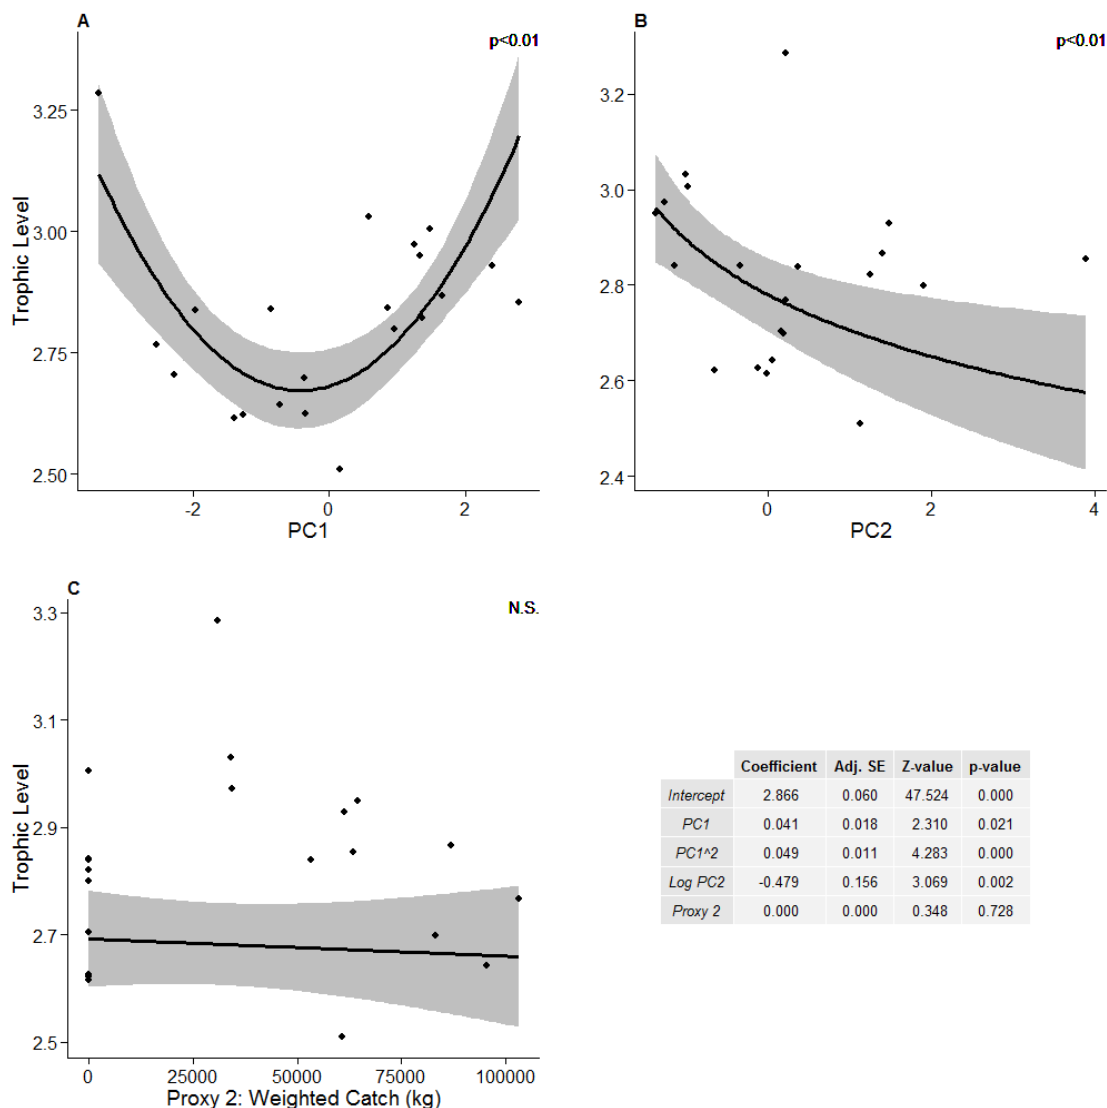 A
p<0.01
Trophic Level
3.25
3.00
2.75
2.50
-2
0
2
PC1
B
p<0.01
3.2
3.0
2.8
2.6
2.4
0
2
4
PC2
C
N.S.
Trophic Level
3.3
3.1
2.9
2.7
2.5
0
25000
50000
75000
100000
Proxy 2: Weighted Catch (kg)
Coefficient Adj. SE Z-value p-value
Intercept 2.866 0.060 47.524 0.000
PC1 0.041 0.018 2.310 0.021
PC1^2 0.049 0.011 4.283 0.000
Log PC2 -0.479 0.156 3.069 0.002
Proxy 2 0.000 0.000 0.348 0.728